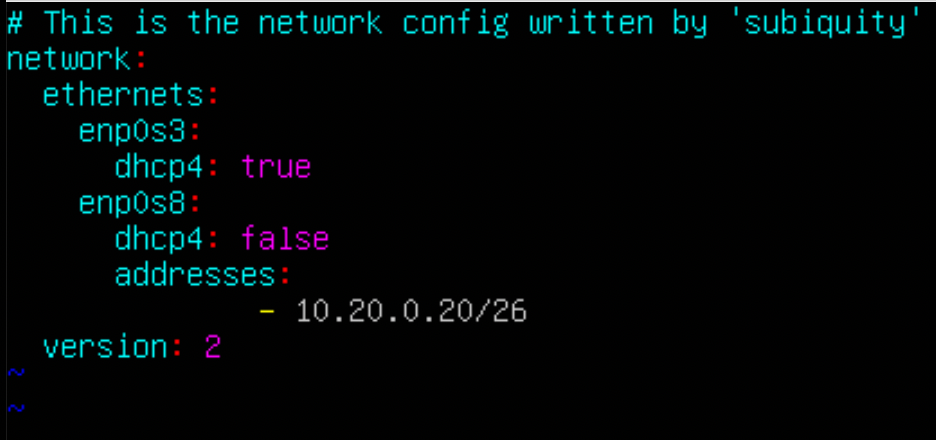 # This is the network config written by 'subiquity'
network:
  ethernets:
    enp0s3:
      dhcp4: true
    enp0s8:
      dhcp4: false
      addresses:
              - 10.20.0.20/26
  version: 2
~
~